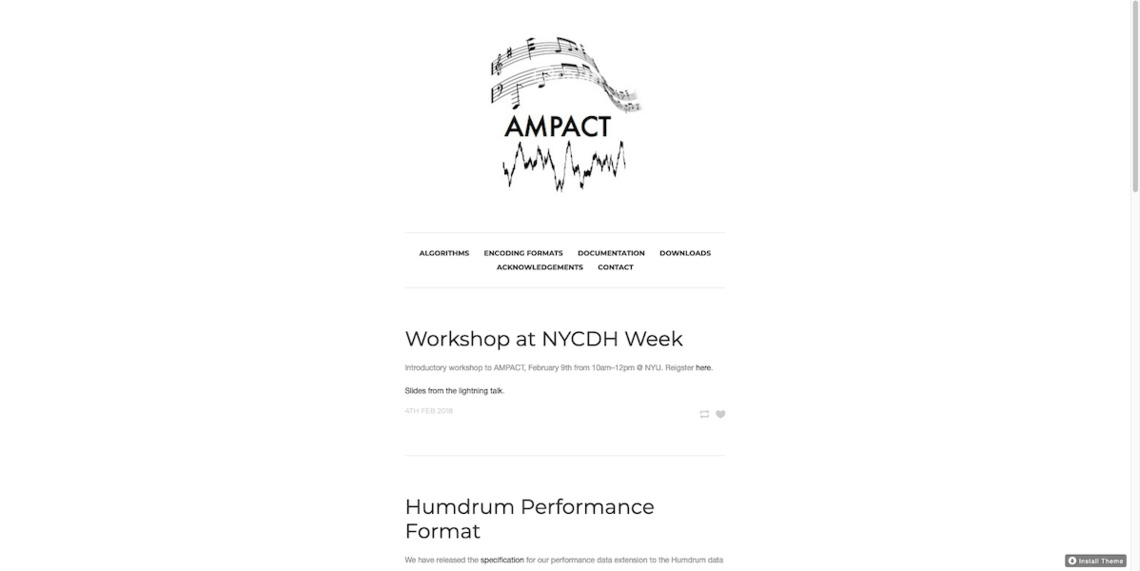 AMPACT
ALGORITHMS ENCODING FORMATS DOCUMENTATION DOWNLOADS
ACKNOWLEDGEMENTS CONTACT
Workshop at NYCDH Week
Introductory workshop to AMPACT, February 9th from 10am–12pm @ NYU. Reigster here.
Slides from the lightning talk.
4TH FEB 2018
Humdrum Performance
Format
We have released the specification for our performance data extension to the Humdrum data
Install Theme